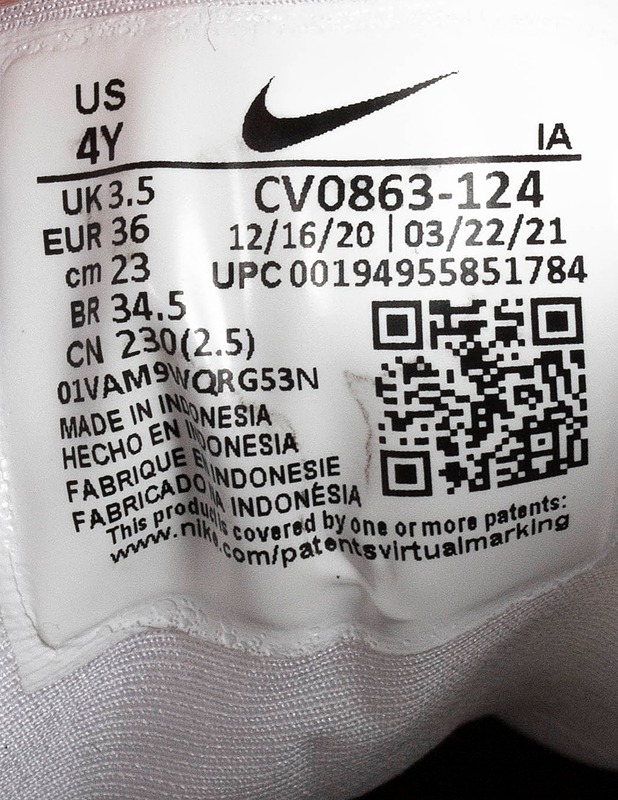 US
4Y
IA
UK 3.5
CV0863-124
EUR 36
12/16/20 | 03/22/21
cm 23
UPC 00194955851784
BR 34.5
CN 230(2.5)
01VAM9WQRG53N
MADE IN INDONESIA
HECHO EN INDONESIA
FABRIQUE EN INDONESIE
FABRICADO NA INDONÉSIA
This product is covered by one or more patents:
www.nike.com/patentsvirtualmarking